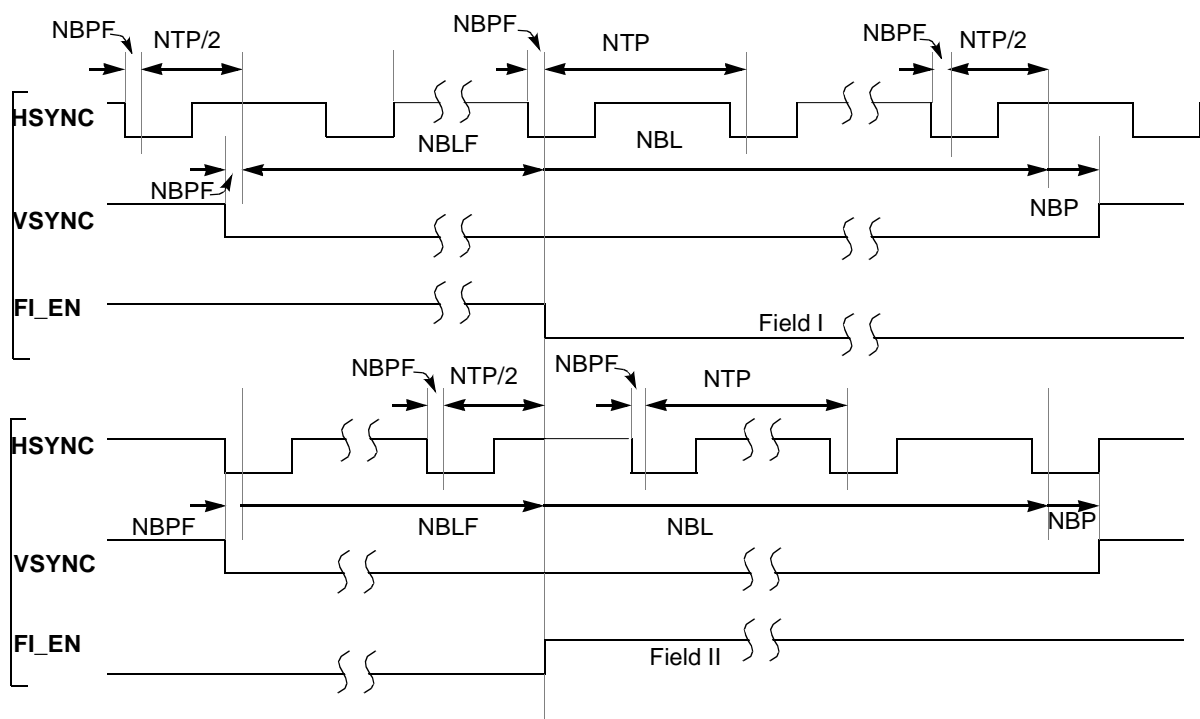 NBPF NTP/2 NBPF NTP NBPF NTP/2
HSYNC
NBLF NBL
NBPF NBP
VSYNC
FI_EN
Field I
NBPF NTP/2 NBPF NTP
HSYNC
NBPF NBLF NBL NBP
VSYNC
FI_EN
Field II